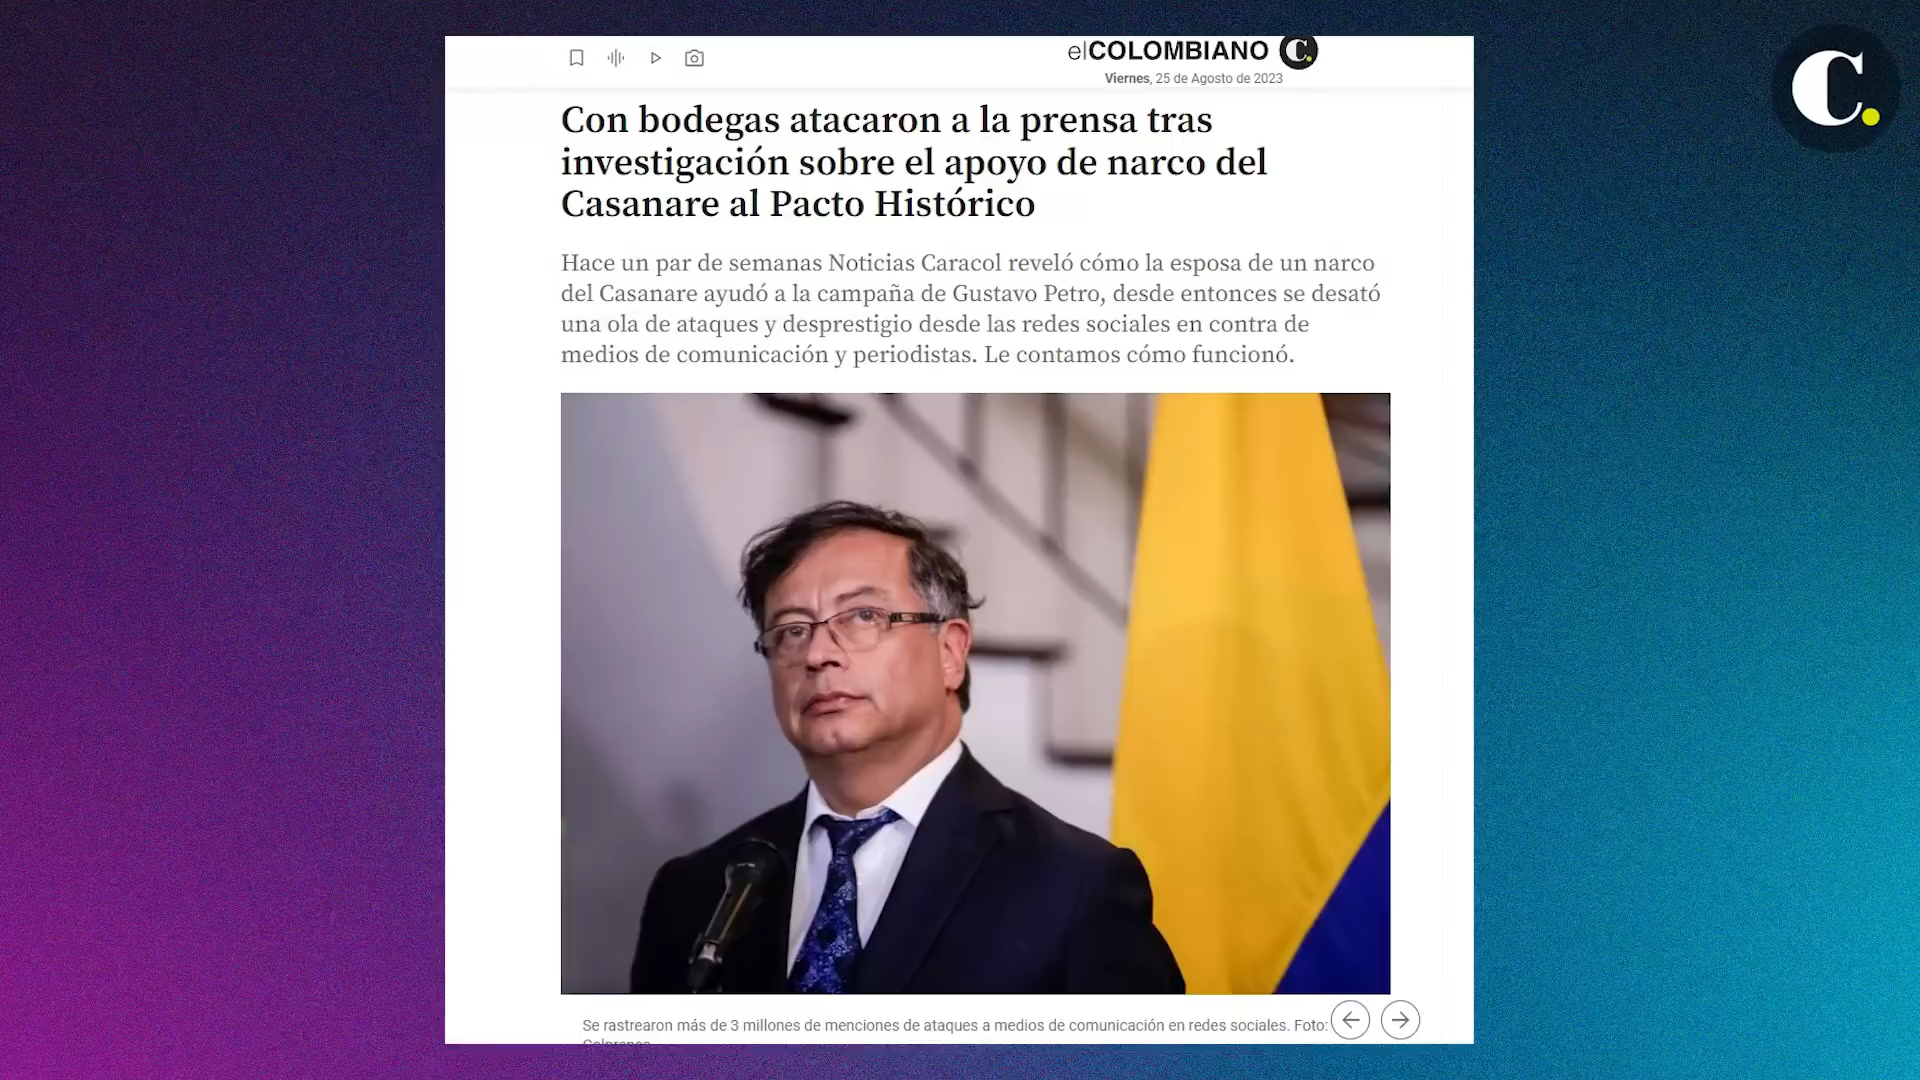 elCOLOMBIANO C.
Viernes, 25 de Agosto de 2023
C.
Con bodegas atacaron a la prensa tras
investigación sobre el apoyo de narco del
Casanare al Pacto Histórico
Hace un par de semanas Noticias Caracol reveló cómo la esposa de un narco
del Casanare ayudó a la campaña de Gustavo Petro, desde entonces se desató
una ola de ataques y desprestigio desde las redes sociales en contra de
medios de comunicación y periodistas. Le contamos cómo funcionó.
Se rastrearon más de 3 millones de menciones de ataques a medios de comunicación en redes sociales. Foto: